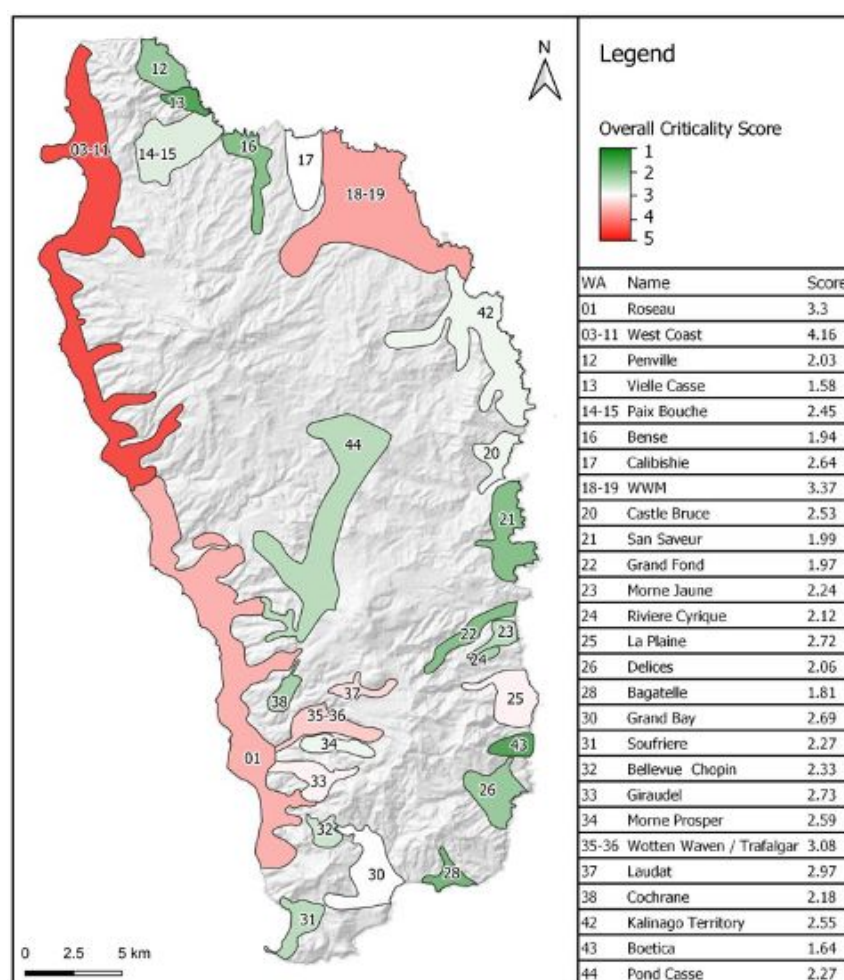 12
13
03-11
14-15
16
17
18-19
42
44
20
21
22
23
24
25
38
37
35-36
34
43
01
33
26
32
30
28
31
N
0 2.5 5 km
Legend
Overall Criticality Score
1
2
3
4
5
WA Name Score
01 Roseau 3.3
03-11 West Coast 4.16
12 Penville 2.03
13 Vielle Casse 1.58
14-15 Paix Bouche 2.45
16 Bense 1.94
17 Calibishie 2.64
18-19 WWM 3.37
20 Castle Bruce 2.53
21 San Saveur 1.99
22 Grand Fond 1.97
23 Morne Jaune 2.24
24 Riviere Cyrique 2.12
25 La Plaine 2.72
26 Delices 2.06
28 Bagatelle 1.81
30 Grand Bay 2.69
31 Soufriere 2.27
32 Bellevue Chopin 2.33
33 Giraudel 2.73
34 Morne Prosper 2.59
35-36 Wotten Waven / Trafalgar 3.08
37 Laudat 2.97
38 Cochrane 2.18
42 Kalinago Territory 2.55
43 Boetica 1.64
44 Pond Casse 2.27